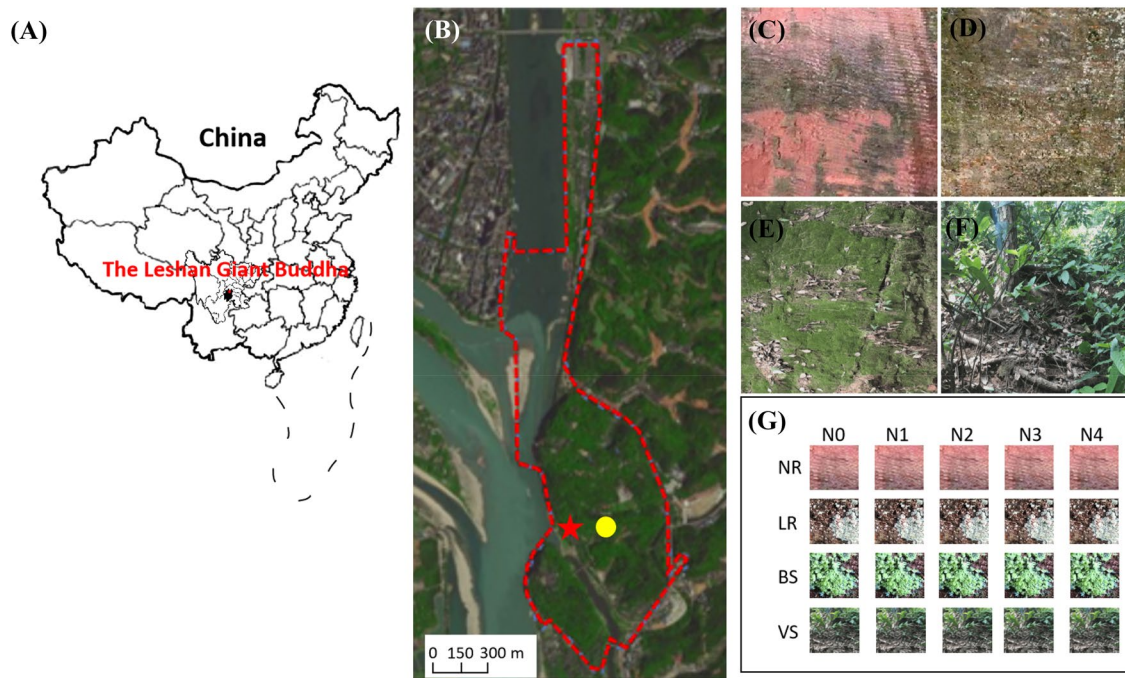 (A)
China
The Leshan Giant Buddha
(B)
0 150 300 m
(C)
(D)
(E)
(F)
(G)
N0 N1 N2 N3 N4
NR
LR
BS
VS